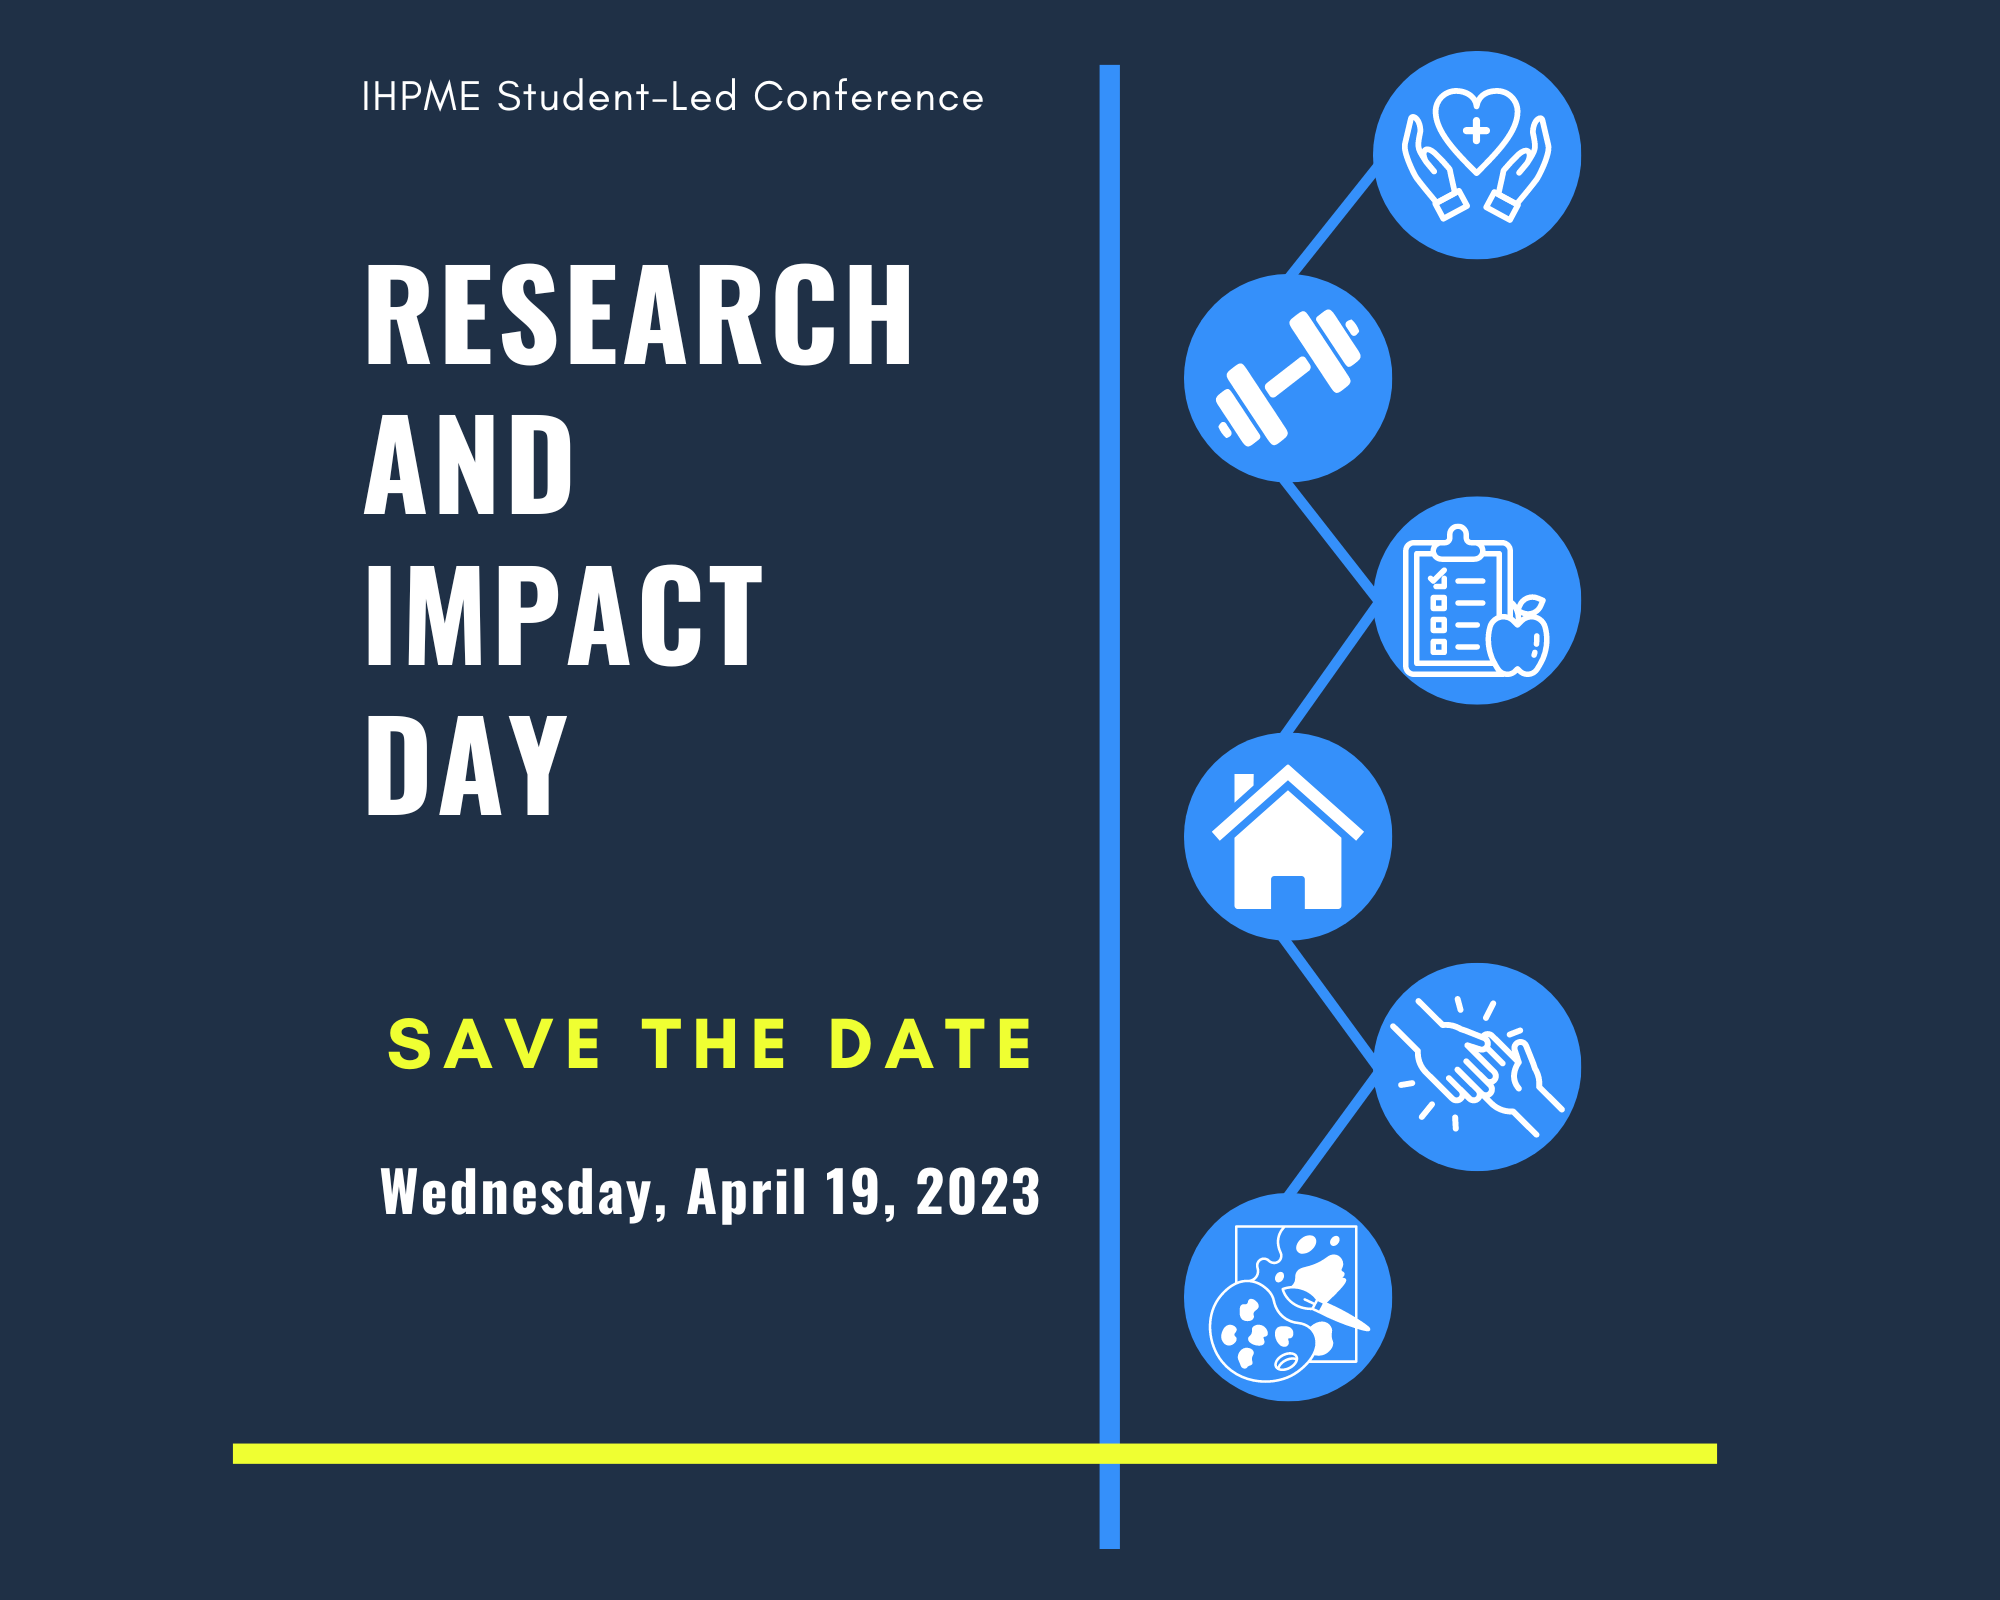 IHPME Student-Led Conference
RESEARCH
AND
IMPACT
DAY
SAVE THE DATE
Wednesday, April 19, 2023